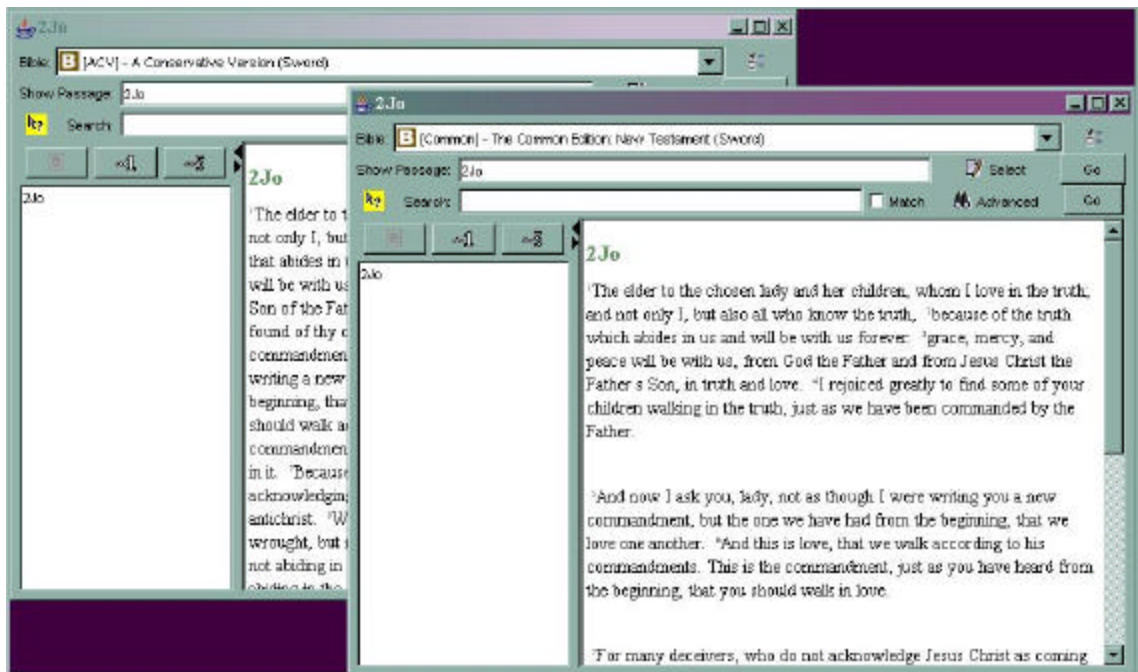 2Jo
Bible: [ACV] - A Conservative Version (Sword)
Show Passage: 2Jo
Search:
2Jo
2Jo
The elder to t
not only I, but
that abides in
will be with us
Son of the Fat
found of thy
commandmen
writing a new
beginning, tha
should walk
commandmen
in it. Because
acknowledging
antichrist. W
wrought, but
not abiding in
abiding in the
2Jo
Bible: [Common] - The Common Edition: New Testament (Sword)
Show Passage: 2Jo Select Go
Search: Match Advanced Go
2Jo
2Jo
1The elder to the chosen lady and her children, whom I love in the truth,
and not only I, but also all who know the truth, 2because of the truth
which abides in us and will be with us forever: 3grace, mercy, and
peace will be with us, from God the Father and from Jesus Christ the
Father s Son, in truth and love. 4I rejoiced greatly to find some of your
children walking in the truth, just as we have been commanded by the
Father.
5And now I ask you, lady, not as though I were writing you a new
commandment, but the one we have had from the beginning, that we
love one another. 6And this is love, that we walk according to his
commandments. This is the commandment, just as you have heard from
the beginning, that you should walk in love.
7For many deceivers, who do not acknowledge Jesus Christ as coming